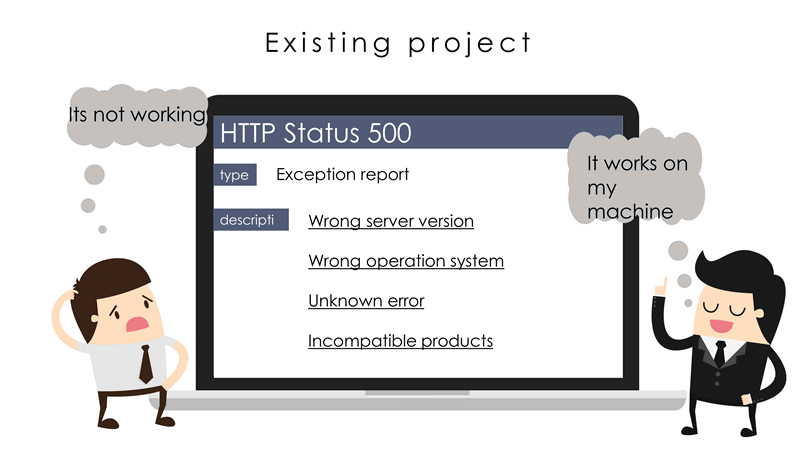 Existing project
Its not working
HTTP Status 500
type
Exception report
It works on
my
machine
descripti
Wrong server version
Wrong operation system
Unknown error
Incompatible products